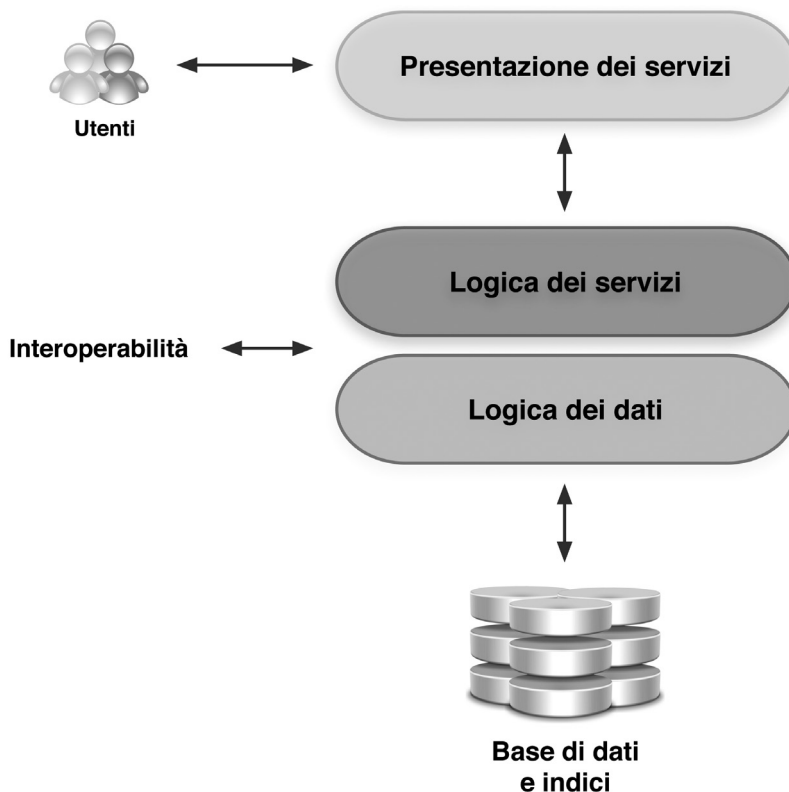 Presentazione dei servizi
Utenti
Logica dei servizi
Interoperabilità
Logica dei dati
Base di dati
e indici